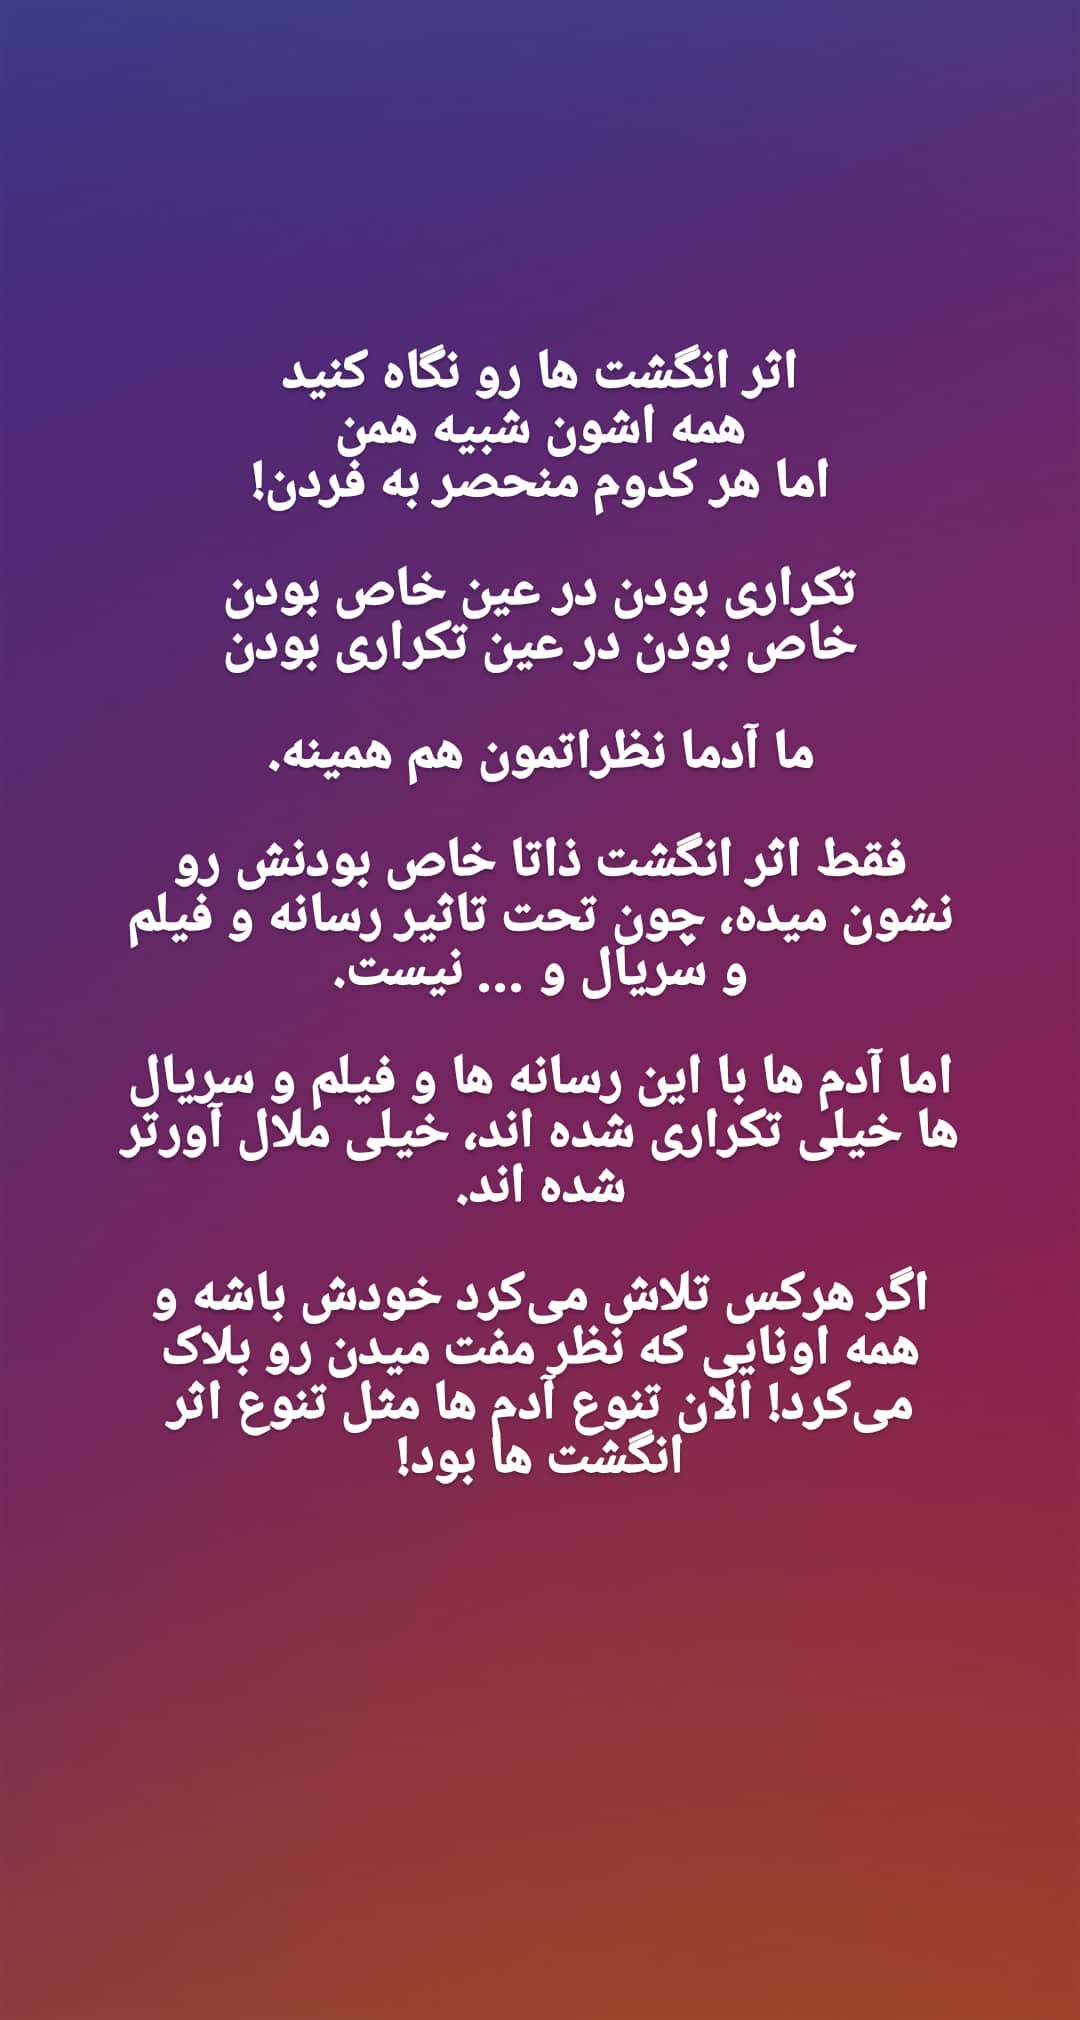 اثر انگشت ها رو نگاه کنید
همه اشون شبیه همن
اما هر کدوم منحصر به فردن!
تکراری بودن در عین خاص بودن
خاص بودن در عین تکراری بودن
ما آدما نظراتمون هم همینه.
فقط اثر انگشت ذاتا خاص بودنش رو
نشون میده، چون تحت تاثیر رسانه و فیلم
و سریال و ... نیست.
اما آدم ها با این رسانه ها و فیلم و سریال
ها خیلی تکراری شده اند، خیلی ملال آورتر
شده اند.
اگر هرکس تلاش می‌کرد خودش باشه و
همه اونایی که نظر مفت میدن رو بلاک
می‌کرد! الان تنوع آدم ها مثل تنوع اثر
انگشت ها بود!